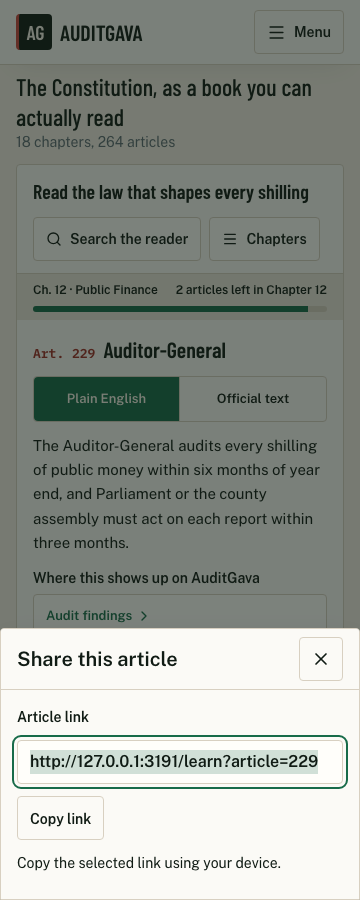 AG AUDITGAVA
Menu
The Constitution, as a book you can
actually read
18 chapters, 264 articles
Read the law that shapes every shilling
Search the reader
Chapters
Ch. 12 · Public Finance
2 articles left in Chapter 12
Art. 229 Auditor-General
Plain English
Official text
The Auditor-General audits every shilling
of public money within six months of year
end, and Parliament or the county
assembly must act on each report within
three months.
Where this shows up on AuditGava
Audit findings
Share this article
Article link
http://127.0.0.1:3191/learn?article=229
Copy link
Copy the selected link using your device.